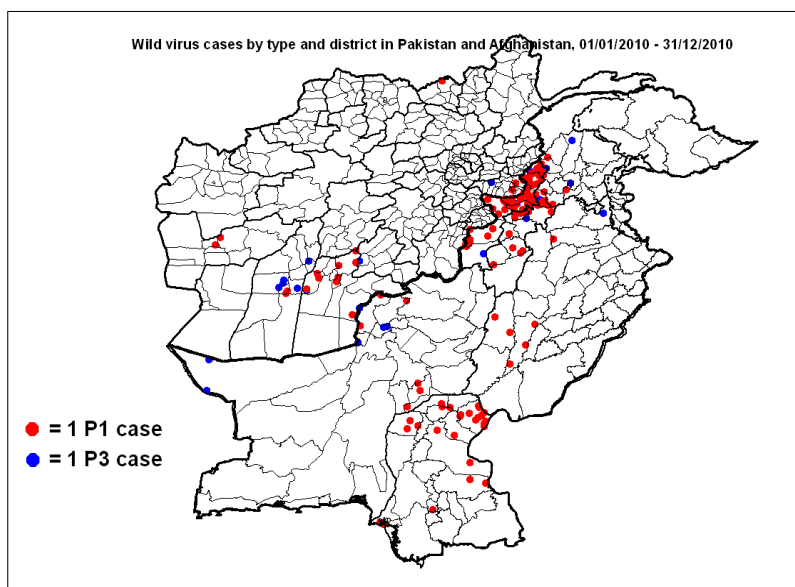 Wild virus cases by type and district in Pakistan and Afghanistan, 01/01/2010 - 31/12/2010
= 1 P1 case
= 1 P3 case